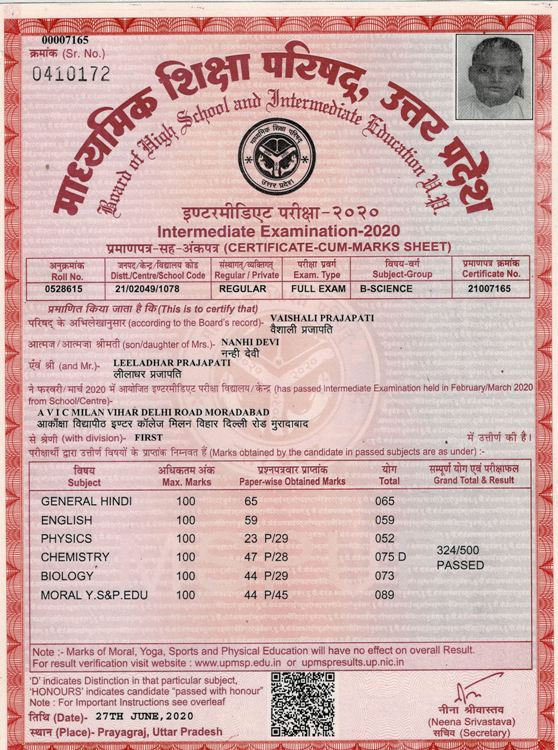 00007165
क्रमांक (Sr. No.)
0410172
माध्यमिक शिक्षा परिषद्, उत्तर प्रदेश
Board of High School and Intermediate Education U.P.
माध्यमिक शिक्षा परिषद्
उत्तर प्रदेश
इण्टरमीडिएट परीक्षा-२०२०
Intermediate Examination-2020
प्रमाणपत्र-सह-अंकपत्र (CERTIFICATE-CUM-MARKS SHEET)
अनुक्रमांक जनपद/केन्द्र/विद्यालय कोड संस्थागत/व्यक्तिगत परीक्षा प्रवर्ग विषय-वर्ग प्रमाणपत्र क्रमांक
Roll No. Distt./Centre/School Code Regular / Private Exam. Type Subject-Group Certificate No.
0528615 21/02049/1078 REGULAR FULL EXAM B-SCIENCE 21007165
प्रमाणित किया जाता है कि (This is to certify that)
परिषद् के अभिलेखानुसार (according to the Board's record)- VAISHALI PRAJAPATI
वैशाली प्रजापति
आत्मज / आत्मजा श्रीमती (son/daughter of Mrs.)- NANHI DEVI
नन्ही देवी
एंवं श्री (and Mr.)- LEELADHAR PRAJAPATI
लीलाधर प्रजापति
ने फरवरी/ मार्च 2020 में आयोजित इण्टरमीडिएट परीक्षा विद्यालय/ केन्द्र (has passed Intermediate Examination held in February/March 2020
from School/Centre)-
A V I C MILAN VIHAR DELHI ROAD MORADABAD
आकाँक्षा विद्यापीठ इण्टर कॉलेज मिलन विहार दिल्ली रोड मुरादाबाद
से श्रेणी (with division)- FIRST में उत्तीर्ण की है।
परीक्षार्थी द्वारा उत्तीर्ण विषयों के प्राप्तांक निम्नवत हैं (Marks obtained by the candidate in passed subjects are as under) :-
विषय अधिकतम अंक प्रश्नपत्रवार प्राप्तांक योग सम्पूर्ण योग एवं परीक्षाफल
Subject Max. Marks Paper-wise Obtained Marks Total Grand Total & Result
GENERAL HINDI 100 65 065
ENGLISH 100 59 059
PHYSICS 100 23 P/29 052
CHEMISTRY 100 47 P/28 075 D 324/500
BIOLOGY 100 44 P/29 073 PASSED
MORAL Y.S&P.EDU 100 44 P/45 089
Note :- Marks of Moral, Yoga, Sports and Physical Education will have no effect on overall Result.
For result verification visit website : www.upmsp.edu.in or upmspresults.up.nic.in
'D' indicates Distinction in that particular subject,
'HONOURS' indicates candidate "passed with honour"
Note : For Important Instructions see overleaf
तिथि (Date)- 27TH JUNE,2020
स्थान (Place)- Prayagraj, Uttar Pradesh
नीना श्रीवास्तव
(Neena Srivastava)
सचिव (Secretary)